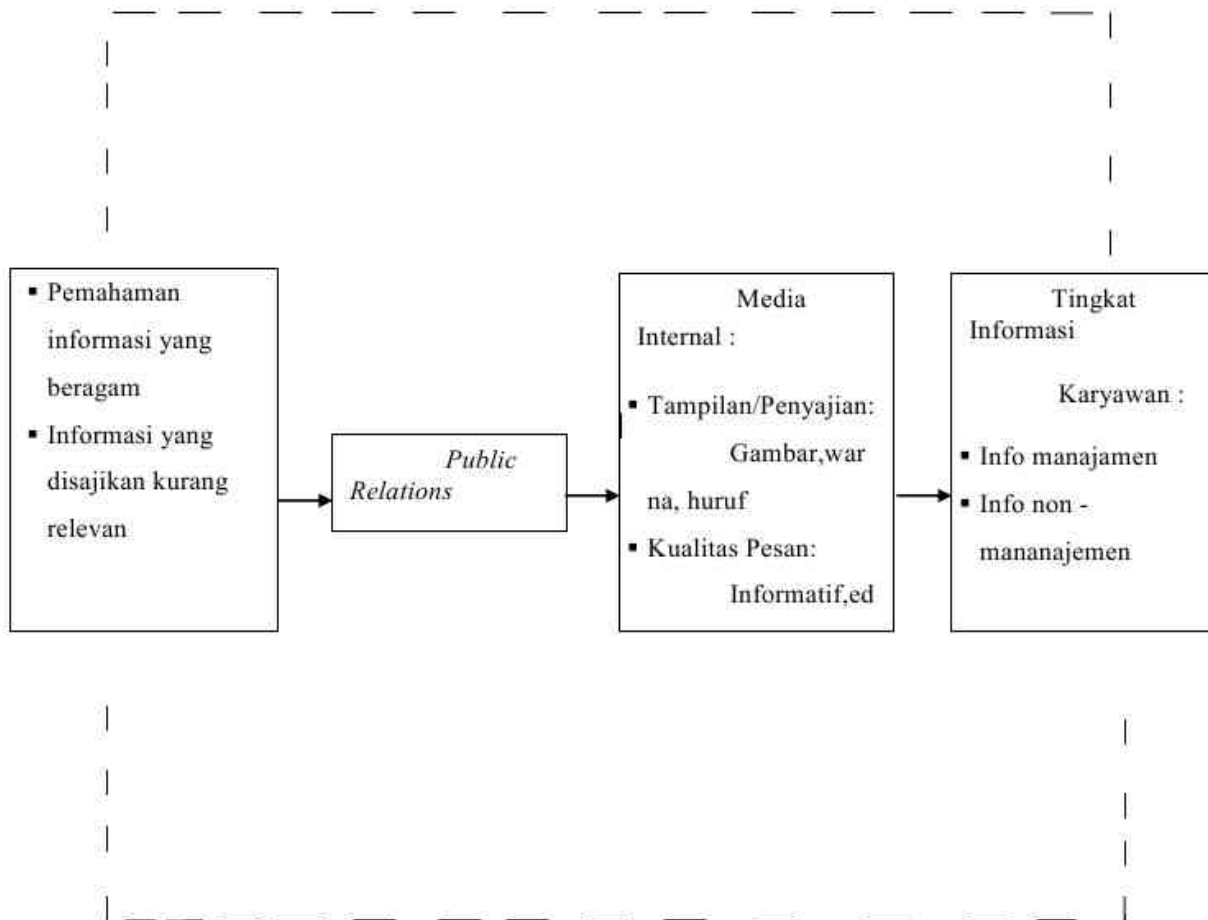 ▪ Pemahaman
informasi yang
beragam
▪ Informasi yang
disajikan kurang
relevan
Public
Relations
Media
Internal :
▪ Tampilan/Penyajian:
Gambar,war
na, huruf
▪ Kualitas Pesan:
Informatif,ed
Tingkat
Informasi
Karyawan :
▪ Info manajamen
▪ Info non -
mananajemen